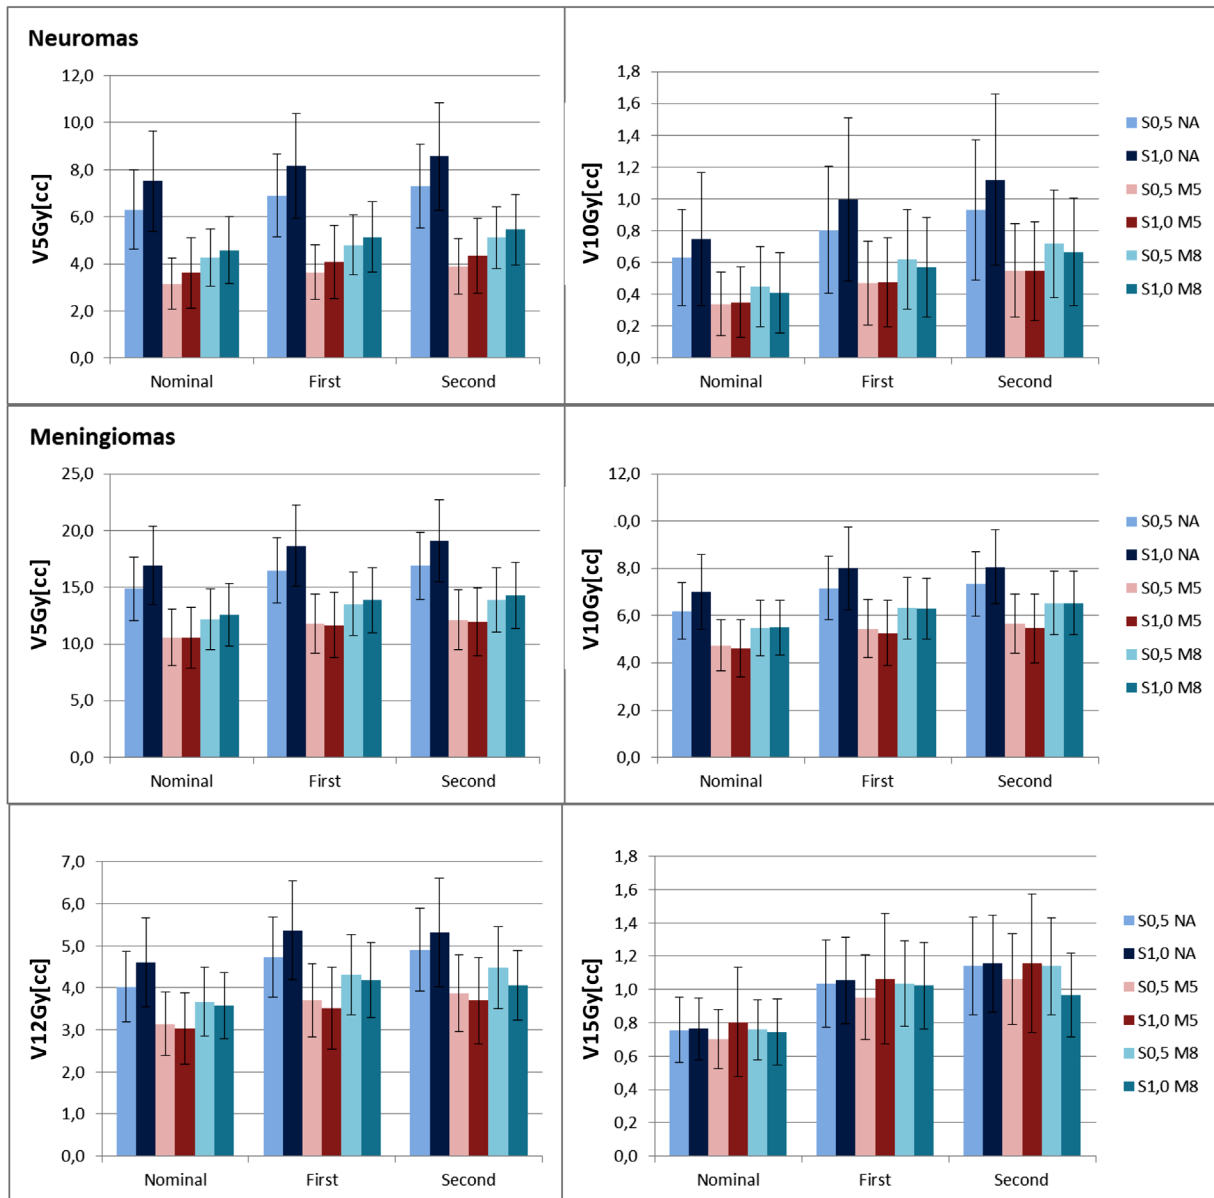 Neuromas
V5Gy[cc]
12,0
10,0
8,0
6,0
4,0
2,0
0,0
Nominal First Second
V10Gy[cc]
1,8
1,6
1,4
1,2
1,0
0,8
0,6
0,4
0,2
0,0
Nominal First Second
S0,5 NA
S1,0 NA
S0,5 M5
S1,0 M5
S0,5 M8
S1,0 M8
Meningiomas
V5Gy[cc]
25,0
20,0
15,0
10,0
5,0
0,0
Nominal First Second
V10Gy[cc]
12,0
10,0
8,0
6,0
4,0
2,0
0,0
Nominal First Second
S0,5 NA
S1,0 NA
S0,5 M5
S1,0 M5
S0,5 M8
S1,0 M8
V12Gy[cc]
7,0
6,0
5,0
4,0
3,0
2,0
1,0
0,0
Nominal First Second
V15Gy[cc]
1,8
1,6
1,4
1,2
1,0
0,8
0,6
0,4
0,2
0,0
Nominal First Second
S0,5 NA
S1,0 NA
S0,5 M5
S1,0 M5
S0,5 M8
S1,0 M8